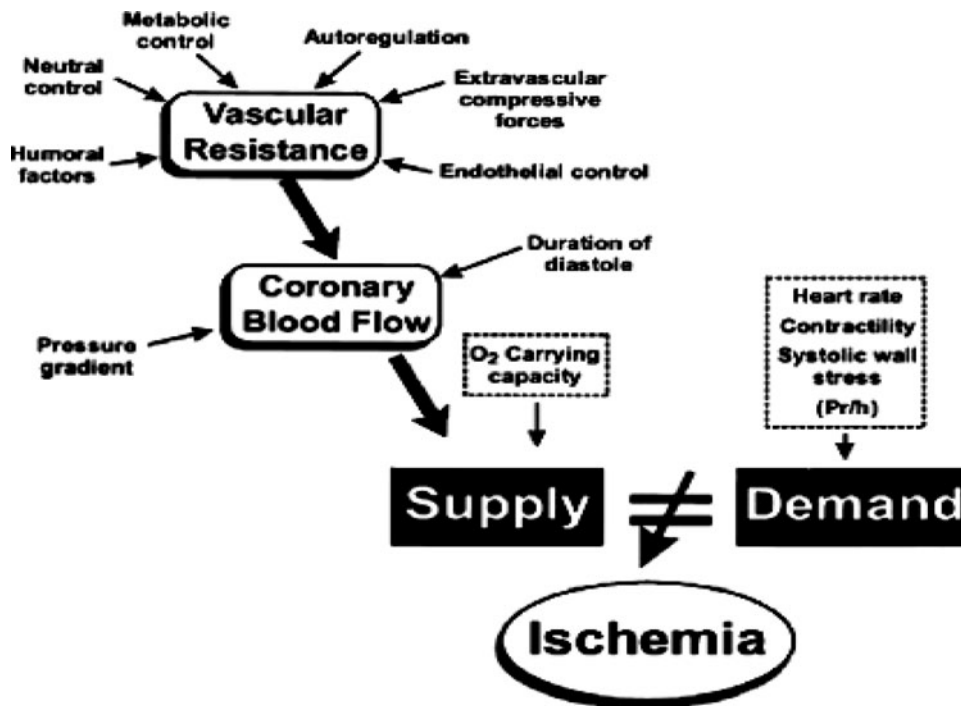 Metabolic
control
Autoregulation
Neutral
control
Extravascular
compressive
forces
Vascular
Resistance
Humoral
factors
Endothelial control
Duration of
diastole
Coronary
Blood Flow
Pressure
gradient
O₂ Carrying
capacity
Heart rate
Contractility
Systolic wall
stress
(Pr/h)
Supply
≠
Demand
Ischemia